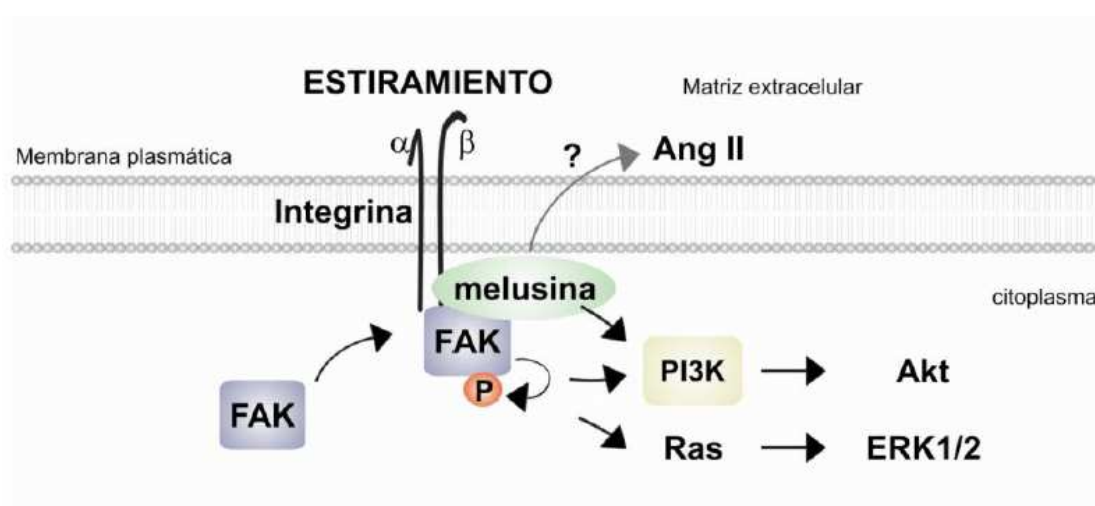 ESTIRAMIENTO
Matriz extracelular
α
β
?
Ang II
Membrana plasmática
Integrina
melusina
citoplasma
FAK
P
PI3K
Akt
FAK
Ras
ERK1/2